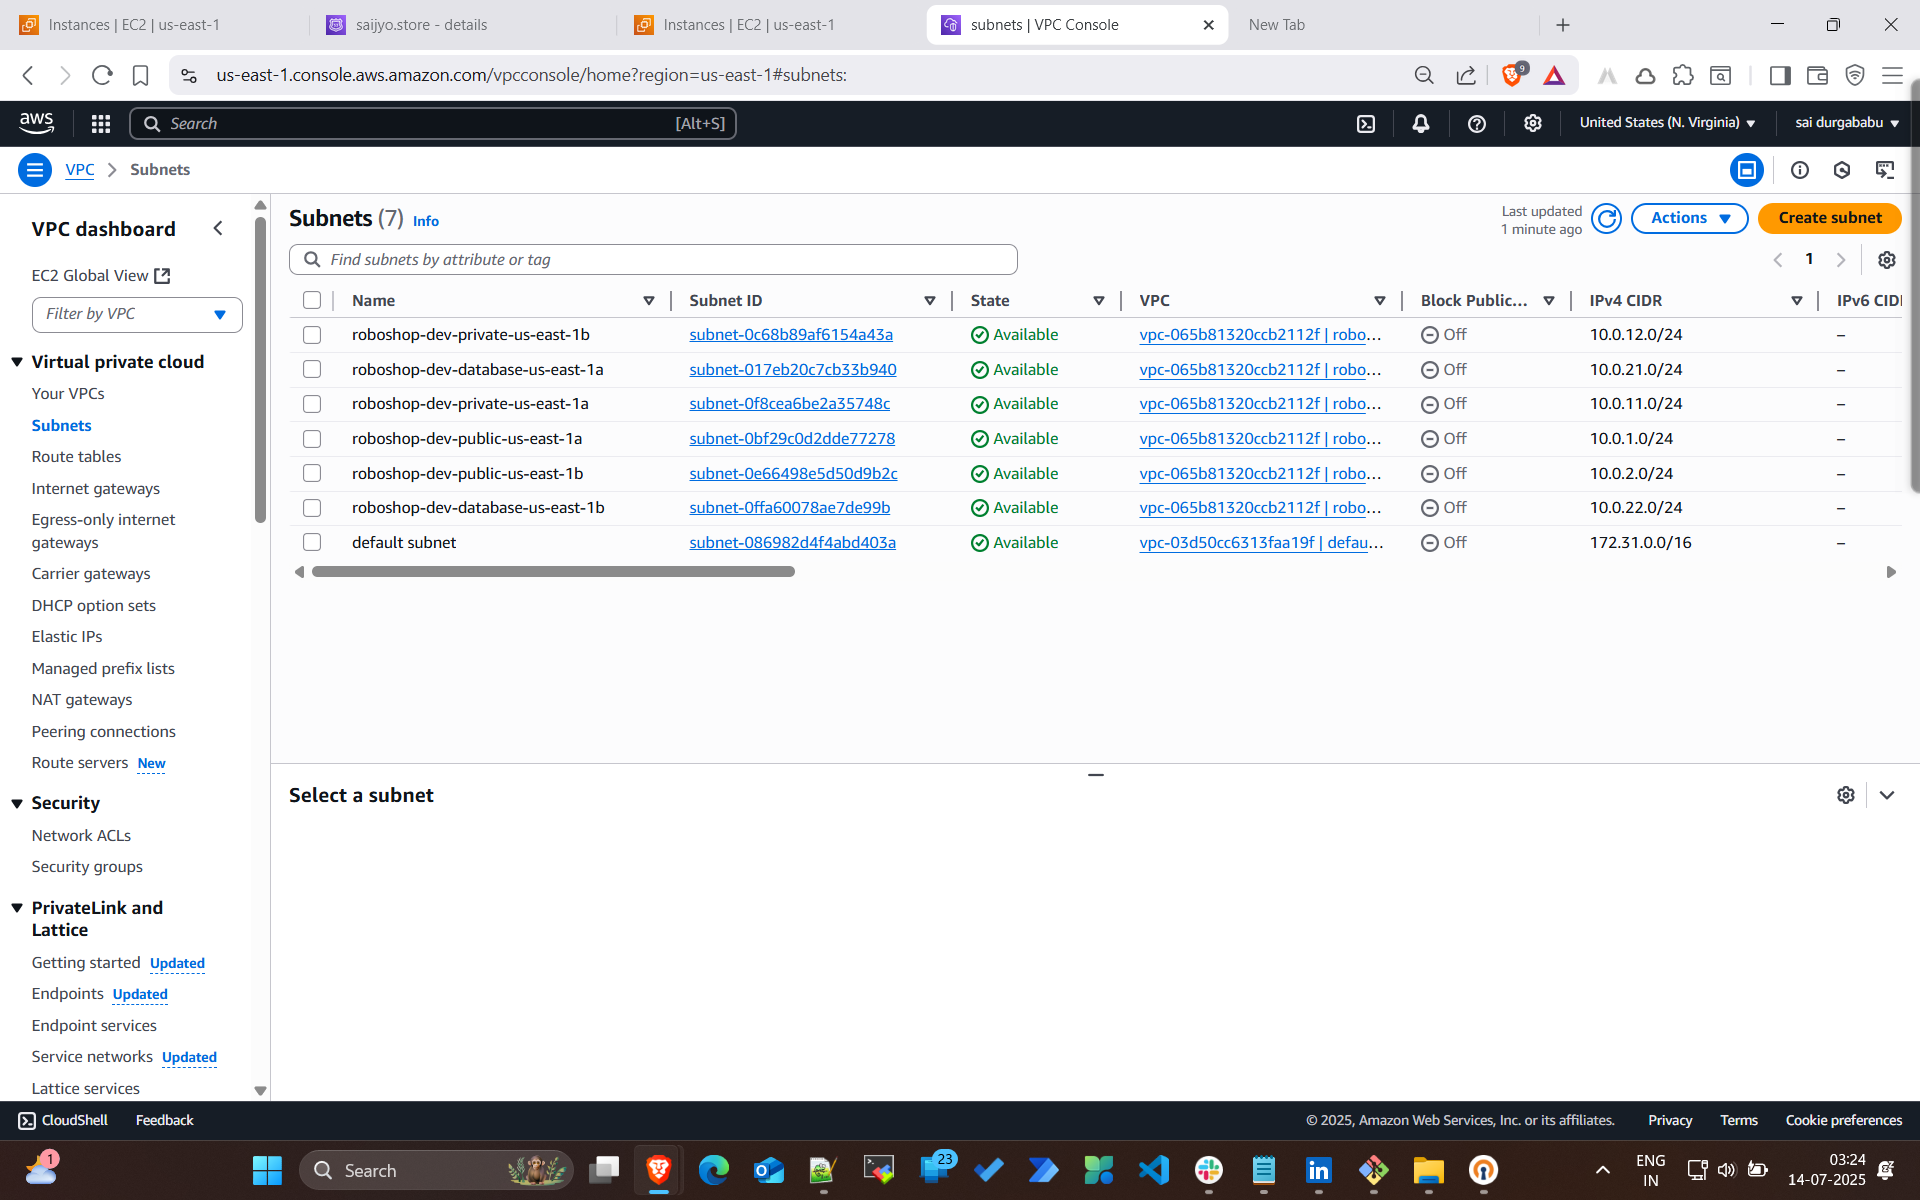 Instances | EC2 | us-east-1
saijyo.store - details
Instances | EC2 | us-east-1
subnets | VPC Console
New Tab
us-east-1.console.aws.amazon.com/vpcconsole/home?region=us-east-1#subnets:
9
aws
Search
[Alt+S]
United States (N. Virginia)
sai durgababu
VPC
Subnets
VPC dashboard
EC2 Global View
Filter by VPC
Virtual private cloud
Your VPCs
Subnets
Route tables
Internet gateways
Egress-only internet
gateways
Carrier gateways
DHCP option sets
Elastic IPs
Managed prefix lists
NAT gateways
Peering connections
Route servers New
Security
Network ACLs
Security groups
PrivateLink and
Lattice
Getting started Updated
Endpoints Updated
Endpoint services
Service networks Updated
Lattice services
Subnets (7) Info
Last updated
1 minute ago
Actions
Create subnet
Find subnets by attribute or tag
1
Name Subnet ID State VPC Block Public... IPv4 CIDR IPv6 CIDI
roboshop-dev-private-us-east-1b subnet-0c68b89af6154a43a Available vpc-065b81320ccb2112f | robo... Off 10.0.12.0/24 –
roboshop-dev-database-us-east-1a subnet-017eb20c7cb33b940 Available vpc-065b81320ccb2112f | robo... Off 10.0.21.0/24 –
roboshop-dev-private-us-east-1a subnet-0f8cea6be2a35748c Available vpc-065b81320ccb2112f | robo... Off 10.0.11.0/24 –
roboshop-dev-public-us-east-1a subnet-0bf29c0d2dde77278 Available vpc-065b81320ccb2112f | robo... Off 10.0.1.0/24 –
roboshop-dev-public-us-east-1b subnet-0e66498e5d50d9b2c Available vpc-065b81320ccb2112f | robo... Off 10.0.2.0/24 –
roboshop-dev-database-us-east-1b subnet-0ffa60078ae7de99b Available vpc-065b81320ccb2112f | robo... Off 10.0.22.0/24 –
default subnet subnet-086982d4f4abd403a Available vpc-03d50cc6313faa19f | defau... Off 172.31.0.0/16 –
Select a subnet
CloudShell
Feedback
© 2025, Amazon Web Services, Inc. or its affiliates.
Privacy
Terms
Cookie preferences
1
Search
23
ENG
IN
03:24
14-07-2025